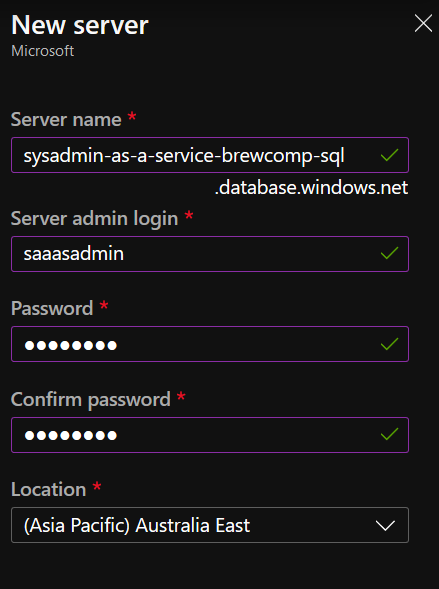 New server
Microsoft
Server name *
sysadmin-as-a-service-brewcomp-sql
.database.windows.net
Server admin login *
saaasadmin
Password *
●●●●●●●●
Confirm password *
●●●●●●●●
Location *
(Asia Pacific) Australia East